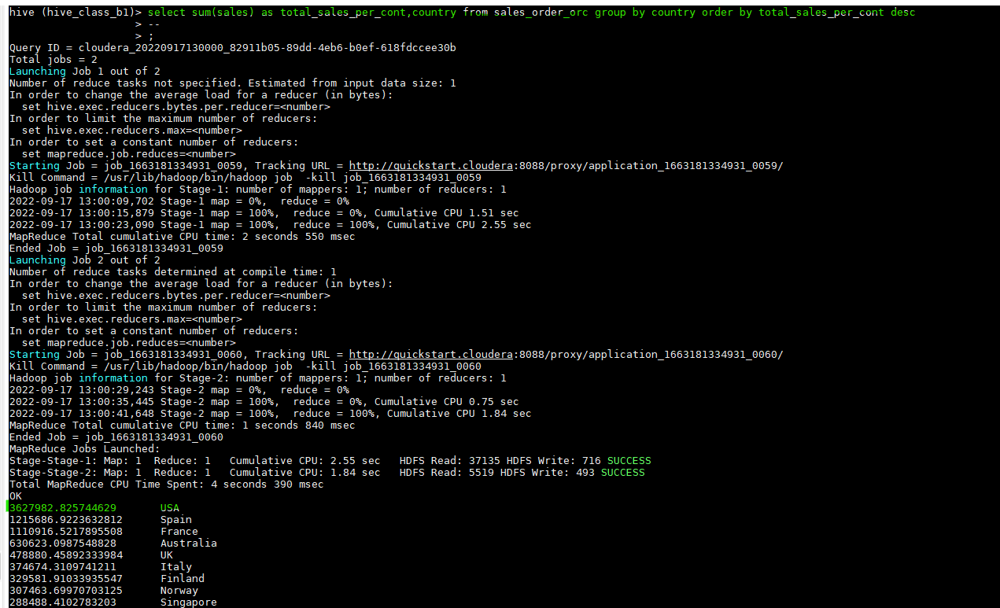 hive (hive_class_b1)> select sum(sales) as total_sales_per_cont,country from sales_order_orc group by country order by total_sales_per_cont desc
> --
> ;
Query ID = cloudera_20220917130000_82911b05-89dd-4eb6-b0ef-618fdccee30b
Total jobs = 2
Launching Job 1 out of 2
Number of reduce tasks not specified. Estimated from input data size: 1
In order to change the average load for a reducer (in bytes):
  set hive.exec.reducers.bytes.per.reducer=<number>
In order to limit the maximum number of reducers:
  set hive.exec.reducers.max=<number>
In order to set a constant number of reducers:
  set mapreduce.job.reduces=<number>
Starting Job = job_1663181334931_0059, Tracking URL = http://quickstart.cloudera:8088/proxy/application_1663181334931_0059/
Kill Command = /usr/lib/hadoop/bin/hadoop job  -kill job_1663181334931_0059
Hadoop job information for Stage-1: number of mappers: 1; number of reducers: 1
2022-09-17 13:00:09,702 Stage-1 map = 0%,  reduce = 0%
2022-09-17 13:00:15,879 Stage-1 map = 100%,  reduce = 0%, Cumulative CPU 1.51 sec
2022-09-17 13:00:23,090 Stage-1 map = 100%,  reduce = 100%, Cumulative CPU 2.55 sec
MapReduce Total cumulative CPU time: 2 seconds 550 msec
Ended Job = job_1663181334931_0059
Launching Job 2 out of 2
Number of reduce tasks determined at compile time: 1
In order to change the average load for a reducer (in bytes):
  set hive.exec.reducers.bytes.per.reducer=<number>
In order to limit the maximum number of reducers:
  set hive.exec.reducers.max=<number>
In order to set a constant number of reducers:
  set mapreduce.job.reduces=<number>
Starting Job = job_1663181334931_0060, Tracking URL = http://quickstart.cloudera:8088/proxy/application_1663181334931_0060/
Kill Command = /usr/lib/hadoop/bin/hadoop job  -kill job_1663181334931_0060
Hadoop job information for Stage-2: number of mappers: 1; number of reducers: 1
2022-09-17 13:00:29,243 Stage-2 map = 0%,  reduce = 0%
2022-09-17 13:00:35,445 Stage-2 map = 100%,  reduce = 0%, Cumulative CPU 0.75 sec
2022-09-17 13:00:41,648 Stage-2 map = 100%,  reduce = 100%, Cumulative CPU 1.84 sec
MapReduce Total cumulative CPU time: 1 seconds 840 msec
Ended Job = job_1663181334931_0060
MapReduce Jobs Launched:
Stage-Stage-1: Map: 1  Reduce: 1   Cumulative CPU: 2.55 sec   HDFS Read: 37135 HDFS Write: 716 SUCCESS
Stage-Stage-2: Map: 1  Reduce: 1   Cumulative CPU: 1.84 sec   HDFS Read: 5519 HDFS Write: 493 SUCCESS
Total MapReduce CPU Time Spent: 4 seconds 390 msec
OK
3627982.825744629	USA
1215686.9223632812	Spain
1110916.5217895508	France
630623.0987548828	Australia
478880.45892333984	UK
374674.3109741211	Italy
329581.91033935547	Finland
307463.69970703125	Norway
288488.4102783203	Singapore